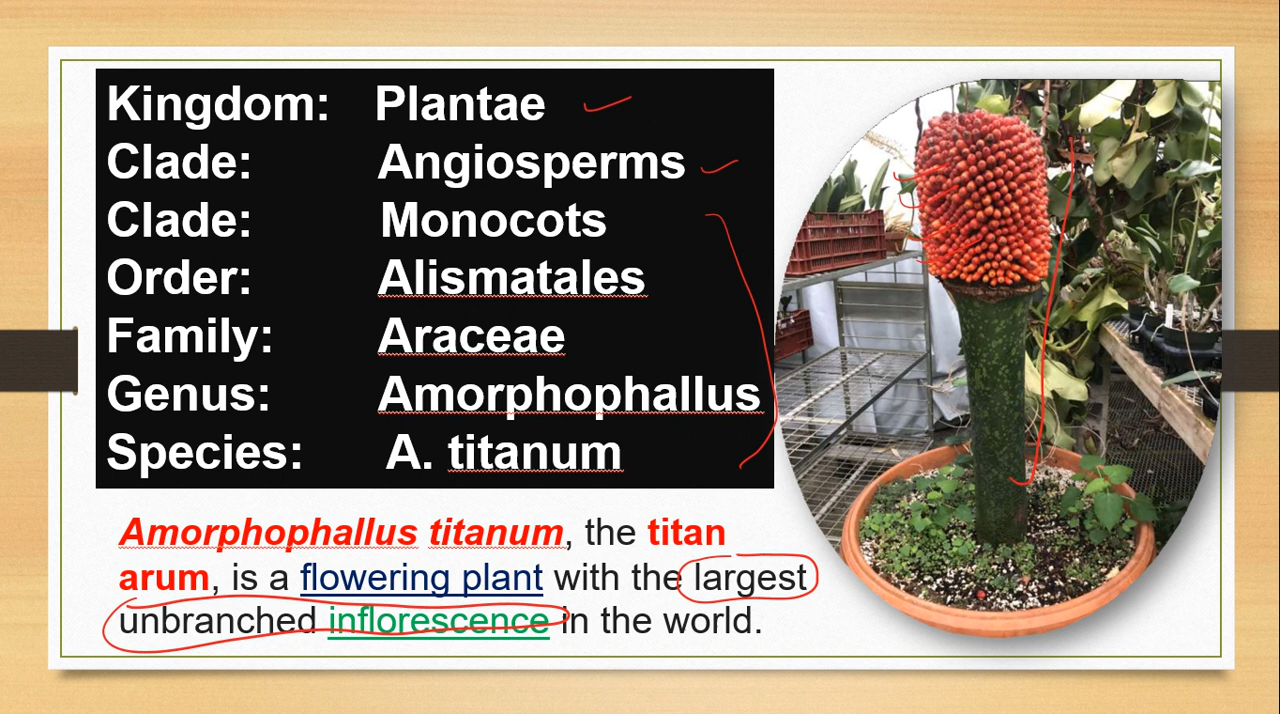 Kingdom: Plantae
Clade: Angiosperms
Clade: Monocots
Order: Alismatales
Family: Araceae
Genus: Amorphophallus
Species: A. titanum
Amorphophallus titanum, the titan
arum, is a flowering plant with the largest
unbranched inflorescence in the world.